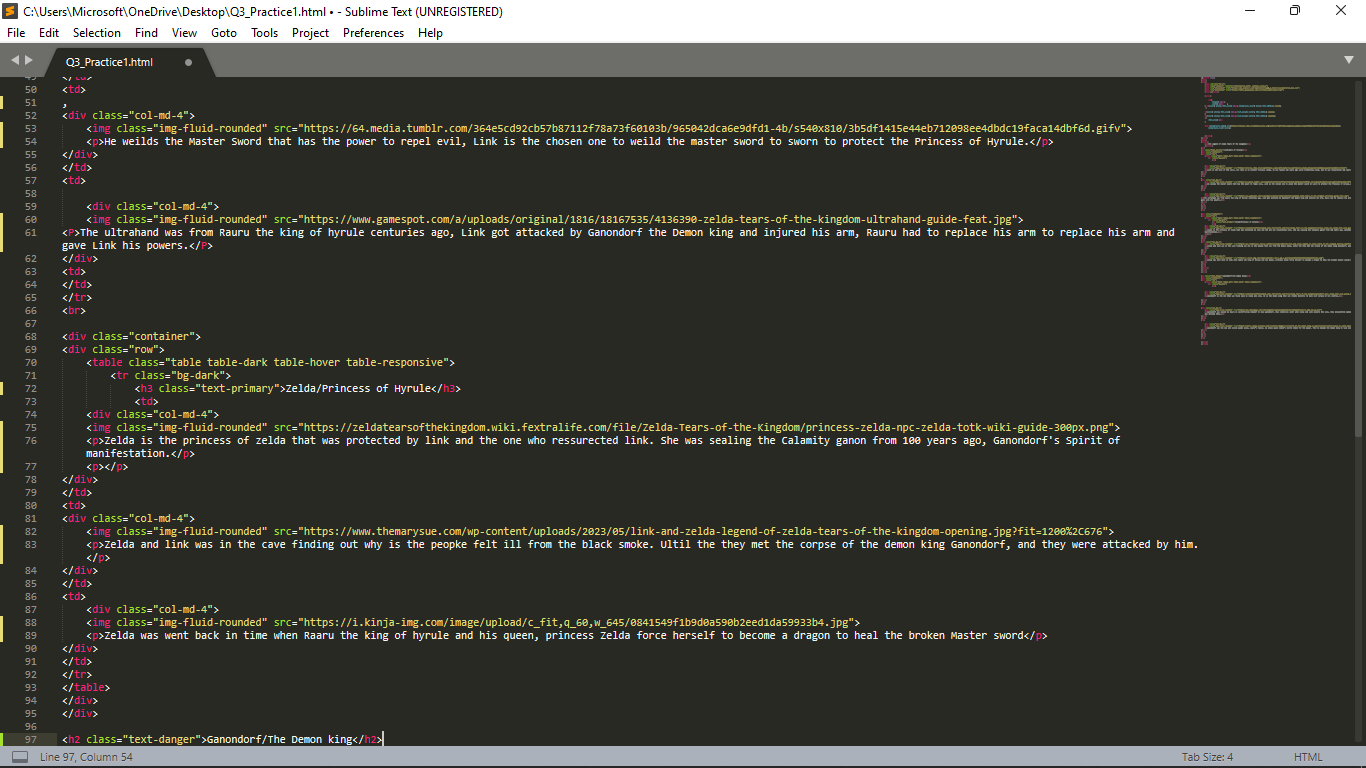 C:\Users\Microsoft\OneDrive\Desktop\Q3_Practice1.html • - Sublime Text (UNREGISTERED)
File Edit Selection Find View Goto Tools Project Preferences Help
Q3_Practice1.html
49 </td>
50 <td>
51 ,
52 <div class="col-md-4">
53 <img class="img-fluid-rounded" src="https://64.media.tumblr.com/364e5cd92cb57b87112f78a73f60103b/965042dca6e9dfd1-4b/s540x810/3b5df1415e44eb712098ee4dbdc19faca14dbf6d.gifv">
54 <p>He weilds the Master Sword that has the power to repel evil, Link is the chosen one to weild the master sword to sworn to protect the Princess of Hyrule.</p>
55 </div>
56 </td>
57 <td>
58
59 <div class="col-md-4">
60 <img class="img-fluid-rounded" src="https://www.gamespot.com/a/uploads/original/1816/18167535/4136390-zelda-tears-of-the-kingdom-ultrahand-guide-feat.jpg">
61 <P>The ultrahand was from Rauru the king of hyrule centuries ago, Link got attacked by Ganondorf the Demon king and injured his arm, Rauru had to replace his arm to replace his arm and
gave Link his powers.</P>
62 </div>
63 <td>
64 </td>
65 </tr>
66 <br>
67
68 <div class="container">
69 <div class="row">
70 <table class="table table-dark table-hover table-responsive">
71 <tr class="bg-dark">
72 <h3 class="text-primary">Zelda/Princess of Hyrule</h3>
73 <td>
74 <div class="col-md-4">
75 <img class="img-fluid-rounded" src="https://zeldatearsofthekingdom.wiki.fextralife.com/file/Zelda-Tears-of-the-Kingdom/princess-zelda-npc-zelda-totk-wiki-guide-300px.png">
76 <p>Zelda is the princess of zelda that was protected by link and the one who ressurected link. She was sealing the Calamity ganon from 100 years ago, Ganondorf's Spirit of
manifestation.</p>
77 <p></p>
78 </div>
79 </td>
80 <td>
81 <div class="col-md-4">
82 <img class="img-fluid-rounded" src="https://www.themarysue.com/wp-content/uploads/2023/05/link-and-zelda-legend-of-zelda-tears-of-the-kingdom-opening.jpg?fit=1200%2C676">
83 <p>Zelda and link was in the cave finding out why is the peopke felt ill from the black smoke. Ultil the they met the corpse of the demon king Ganondorf, and they were attacked by him.
</p>
84 </div>
85 </td>
86 <td>
87 <div class="col-md-4">
88 <img class="img-fluid-rounded" src="https://i.kinja-img.com/image/upload/c_fit,q_60,w_645/0841549f1b9d0a590b2eed1da59933b4.jpg">
89 <p>Zelda was went back in time when Raaru the king of hyrule and his queen, princess Zelda force herself to become a dragon to heal the broken Master sword</p>
90 </div>
91 </td>
92 </tr>
93 </table>
94 </div>
95 </div>
96
97 <h2 class="text-danger">Ganondorf/The Demon king</h2>
Line 97, Column 54 Tab Size: 4 HTML